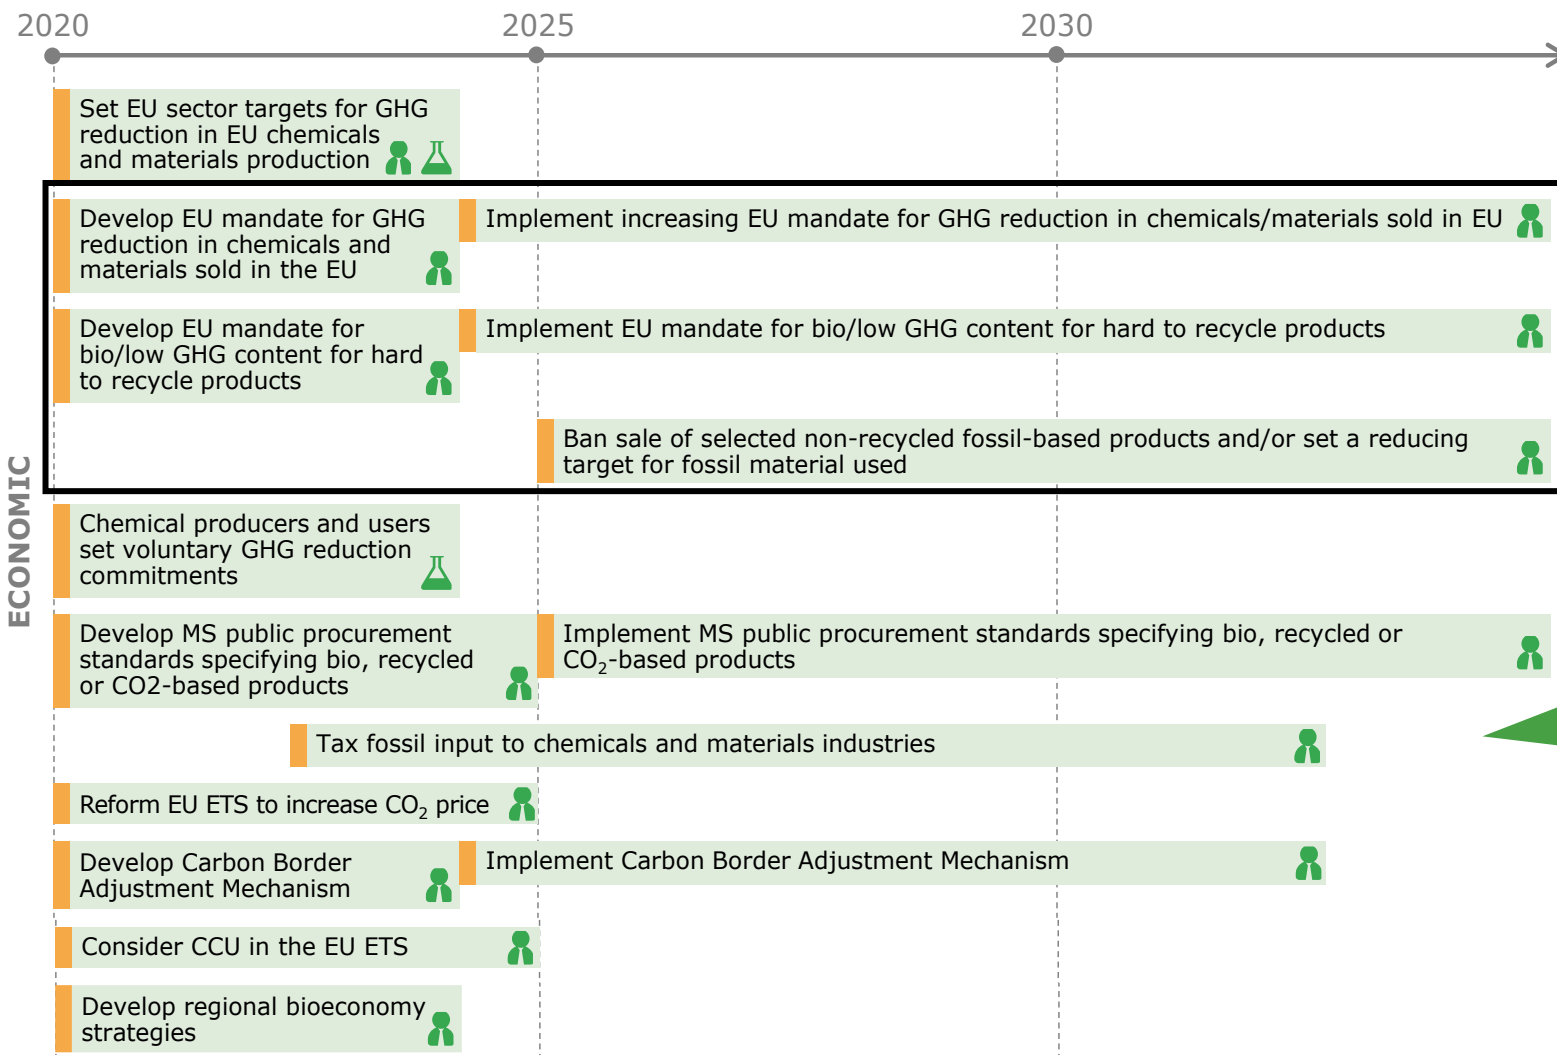 2020
2025
2030
ECONOMIC
Set EU sector targets for GHG
reduction in EU chemicals
and materials production
Develop EU mandate for GHG
reduction in chemicals and
materials sold in the EU
Implement increasing EU mandate for GHG reduction in chemicals/materials sold in EU
Develop EU mandate for
bio/low GHG content for hard
to recycle products
Implement EU mandate for bio/low GHG content for hard to recycle products
Ban sale of selected non-recycled fossil-based products and/or set a reducing
target for fossil material used
Chemical producers and users
set voluntary GHG reduction
commitments
Develop MS public procurement
standards specifying bio, recycled
or CO2-based products
Implement MS public procurement standards specifying bio, recycled or
CO₂-based products
Tax fossil input to chemicals and materials industries
Reform EU ETS to increase CO₂ price
Develop Carbon Border
Adjustment Mechanism
Implement Carbon Border Adjustment Mechanism
Consider CCU in the EU ETS
Develop regional bioeconomy
strategies